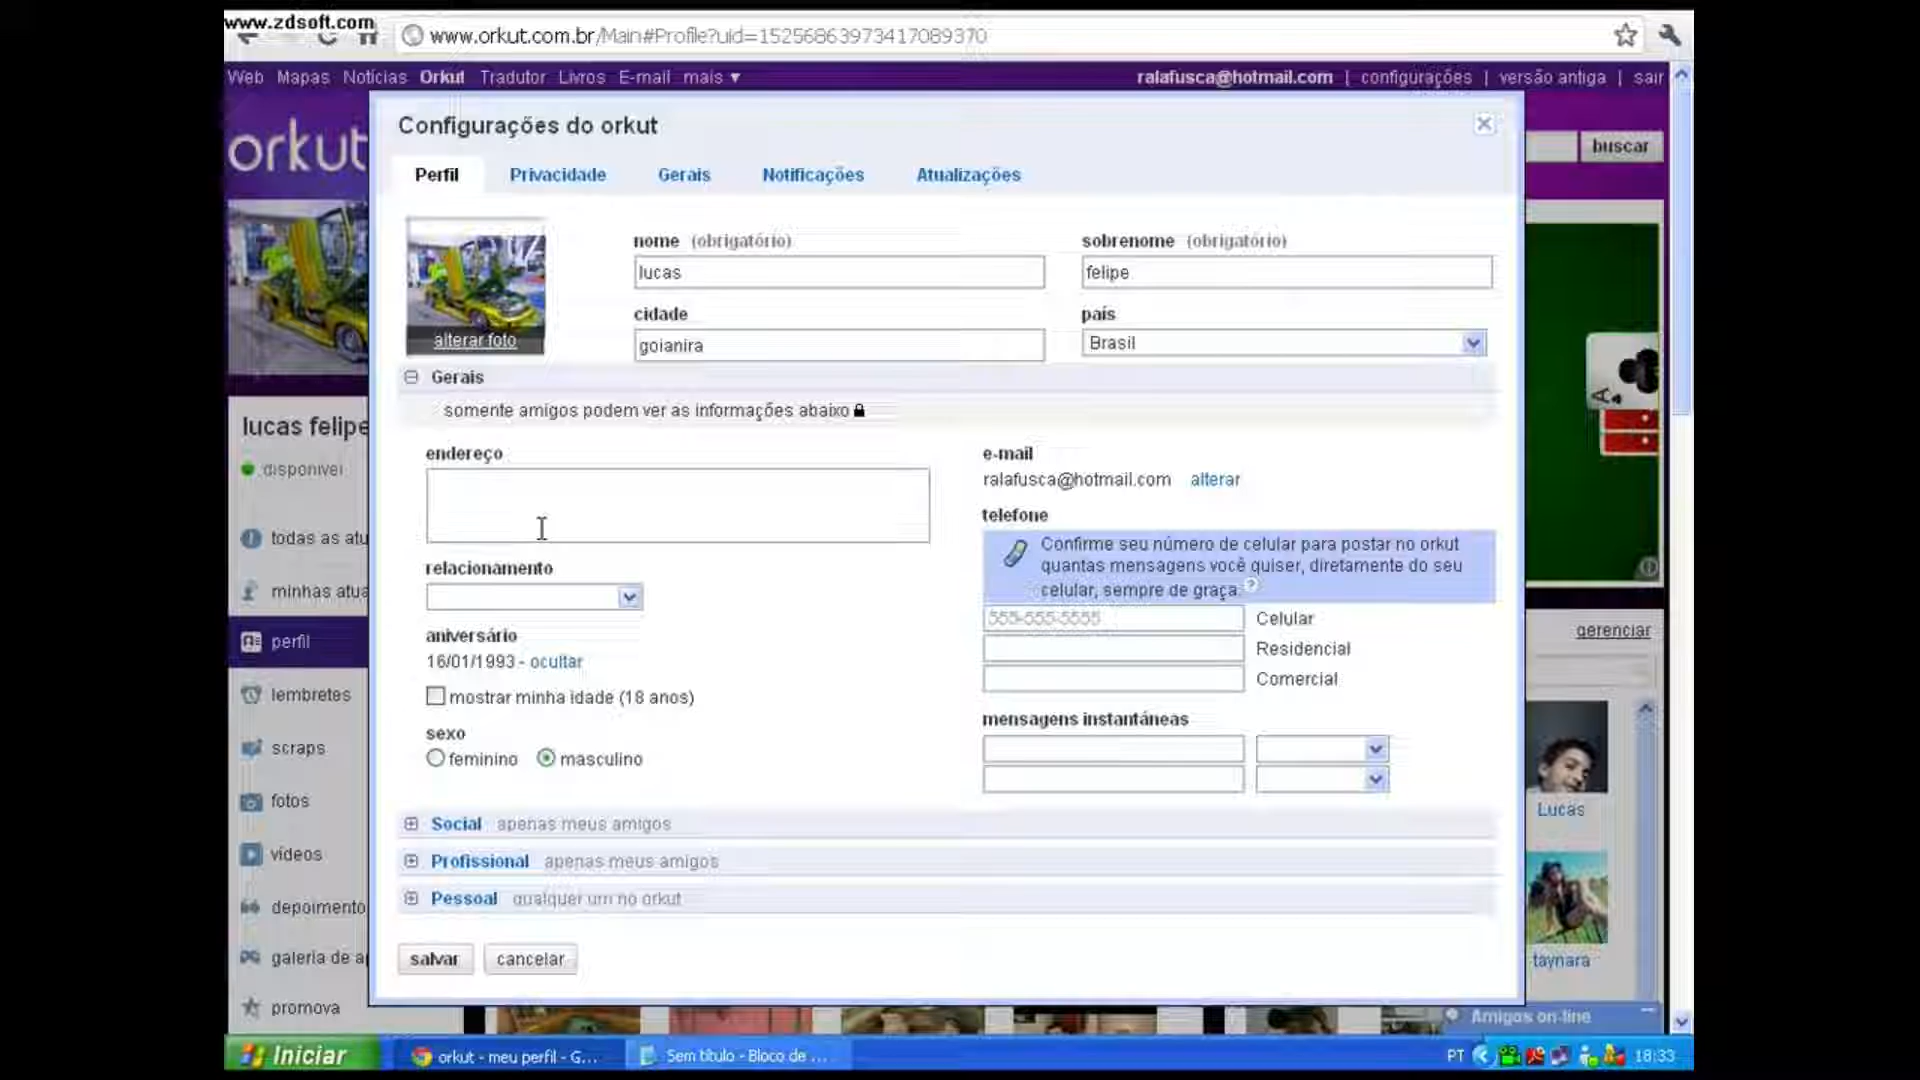 www.zdsoft.com
www.orkut.com.br/Main#Profile?uid=15256863973417089370
Web Mapas Notícias Orkut Tradutor Livros E-mail mais ▼
ralafusca@hotmail.com | configurações | versão antiga | sair
orkut
buscar
Configurações do orkut
Perfil Privacidade Gerais Notificações Atualizações
nome (obrigatório)
sobrenome (obrigatório)
lucas
felipe
cidade
país
goianira
Brasil
alterar foto
Gerais
somente amigos podem ver as informações abaixo
endereço
e-mail
ralafusca@hotmail.com alterar
telefone
Confirme seu número de celular para postar no orkut
quantas mensagens você quiser, diretamente do seu
celular, sempre de graça. ?
555-555-5555 Celular
Residencial
Comercial
relacionamento
aniversário
16/01/1993 - ocultar
mostrar minha idade (18 anos)
sexo
feminino masculino
mensagens instantâneas
Social apenas meus amigos
Profissional apenas meus amigos
Pessoal qualquer um no orkut
salvar cancelar
lucas felipe
disponível
todas as atu
minhas atua
perfil
lembretes
scraps
fotos
vídeos
depoimento
galeria de a
promova
A
gerenciar
Lucas
taynara
Amigos on-line
Iniciar
orkut - meu perfil - G...
Sem título - Bloco de ...
PT
18:33